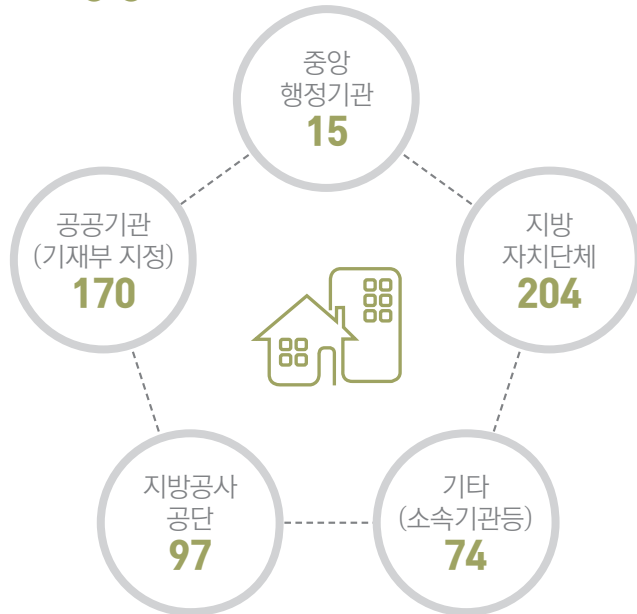 중앙
행정기관
15
지방
자치단체
204
기타
(소속기관등)
74
지방공사
공단
97
공공기관
(기재부 지정)
170